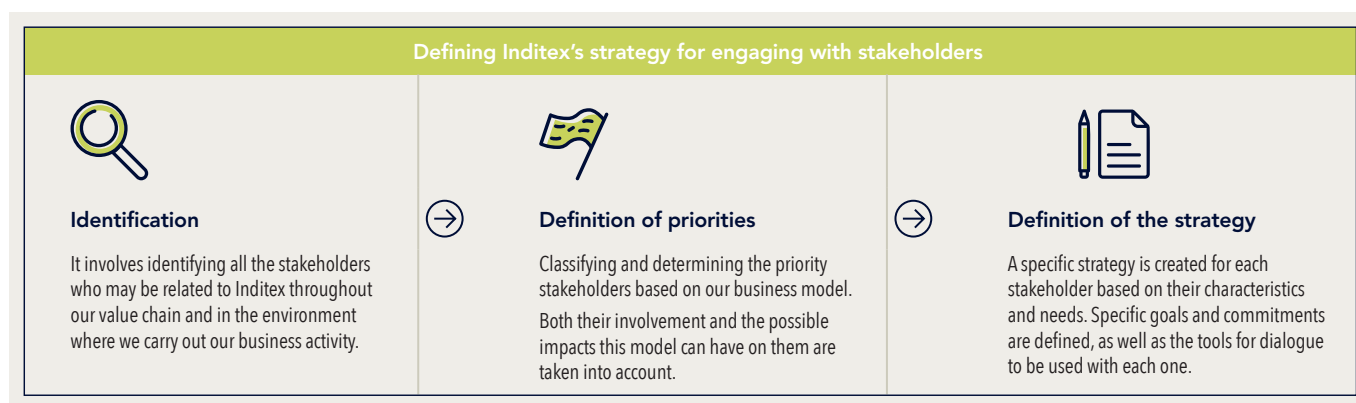 Defining Inditex's strategy for engaging with stakeholders
Identification
It involves identifying all the stakeholders
who may be related to Inditex throughout
our value chain and in the environment
where we carry out our business activity.
Definition of priorities
Classifying and determining the priority
stakeholders based on our business model.
Both their involvement and the possible
impacts this model can have on them are
taken into account.
Definition of the strategy
A specific strategy is created for each
stakeholder based on their characteristics
and needs. Specific goals and commitments
are defined, as well as the tools for dialogue
to be used with each one.